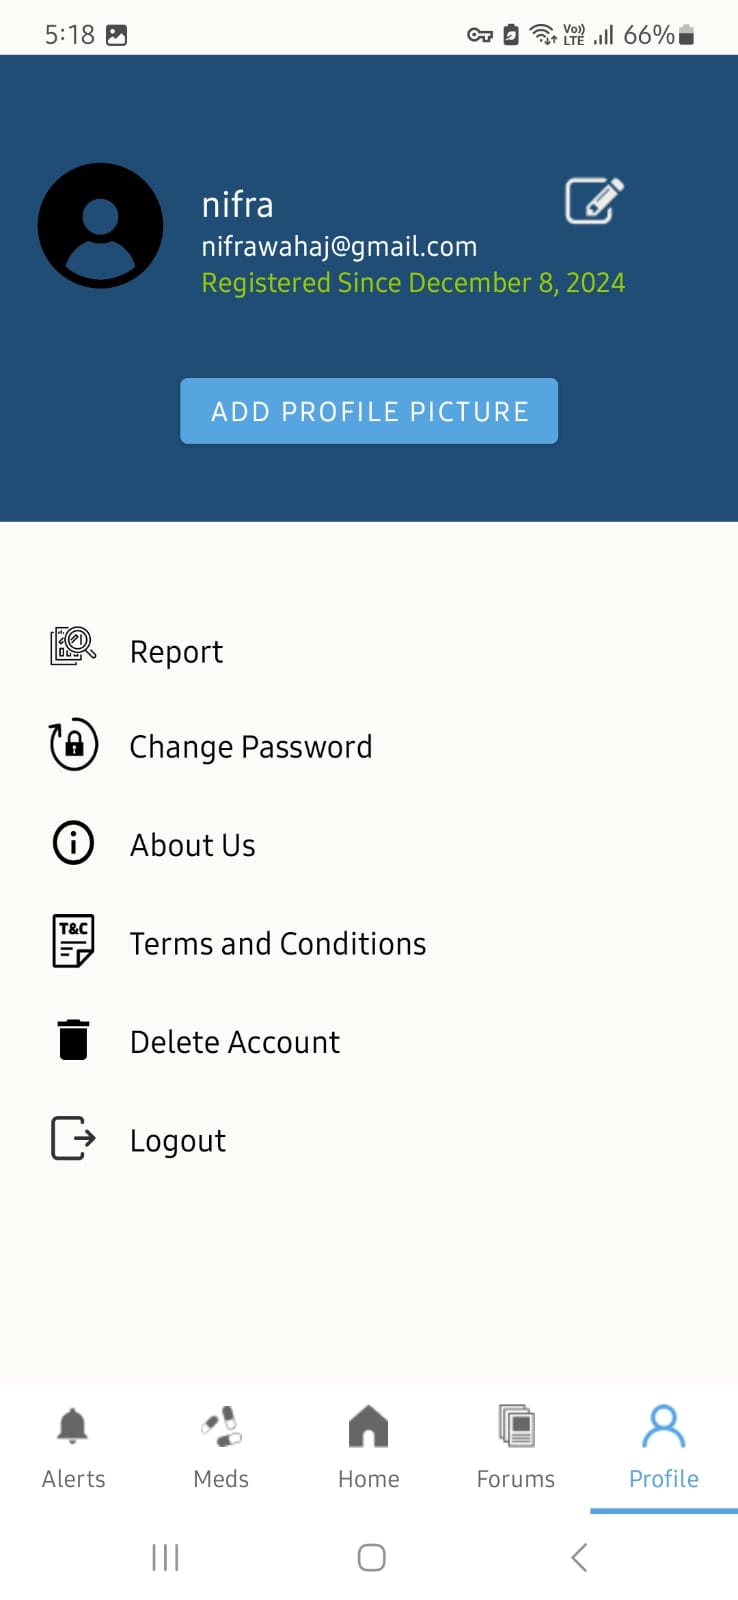 5:18 Vo)) LTE 66%
nifra
nifrawahaj@gmail.com
Registered Since December 8, 2024
ADD PROFILE PICTURE
Report
Change Password
About Us
T&C
Terms and Conditions
Delete Account
Logout
Alerts Meds Home Forums Profile